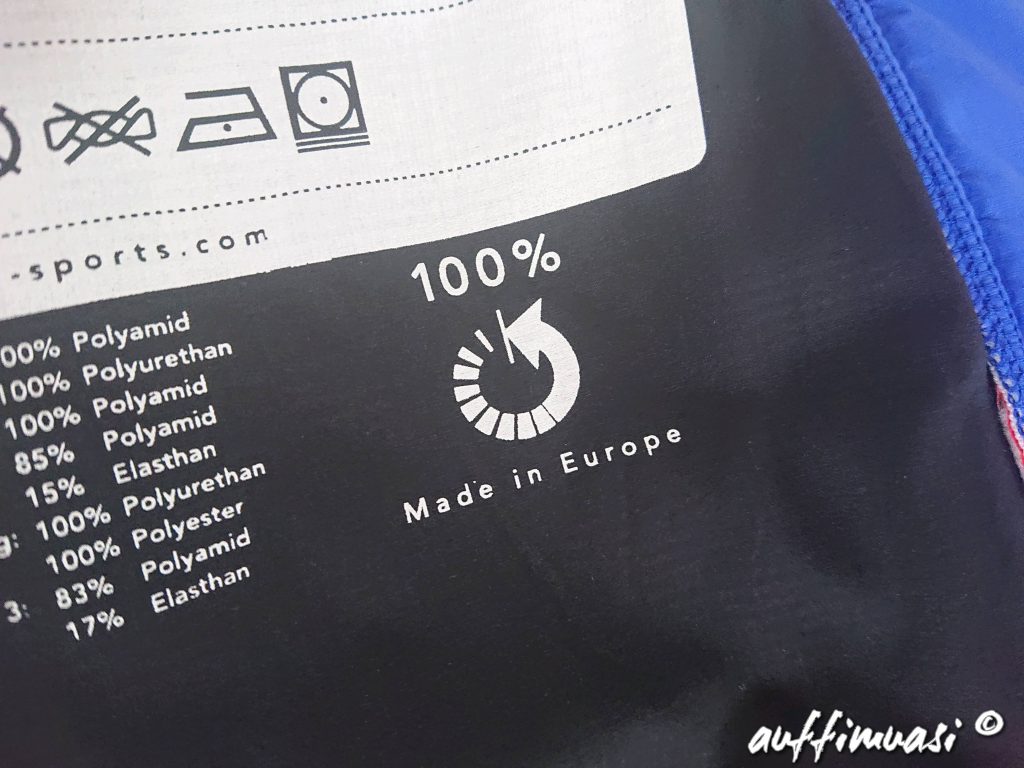 -sports.com
100%
00% Polyamid
100% Polyurethan
100% Polyamid
85% Polyamid
15% Elasthan
g: 100% Polyurethan
100% Polyester
3: 83% Polyamid
17% Elasthan
Made in Europe
auffimuasi ©